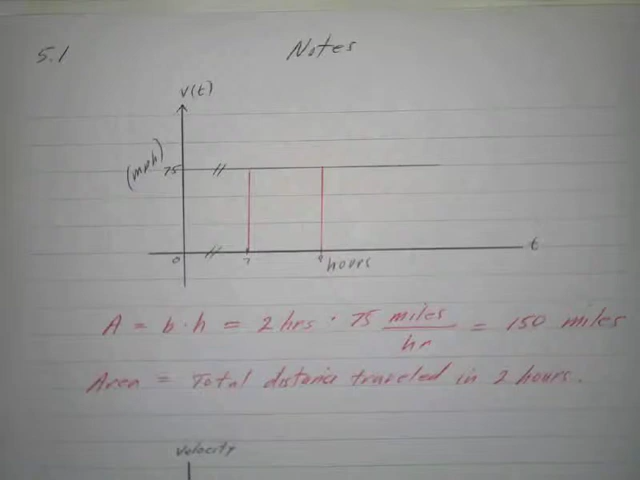 5.1
Notes
v(t)
(mph)
75
0
7
9
hours
t
A = b·h = 2 hrs · 75 miles/hr = 150 miles
Area = Total distance traveled in 2 hours.
velocity